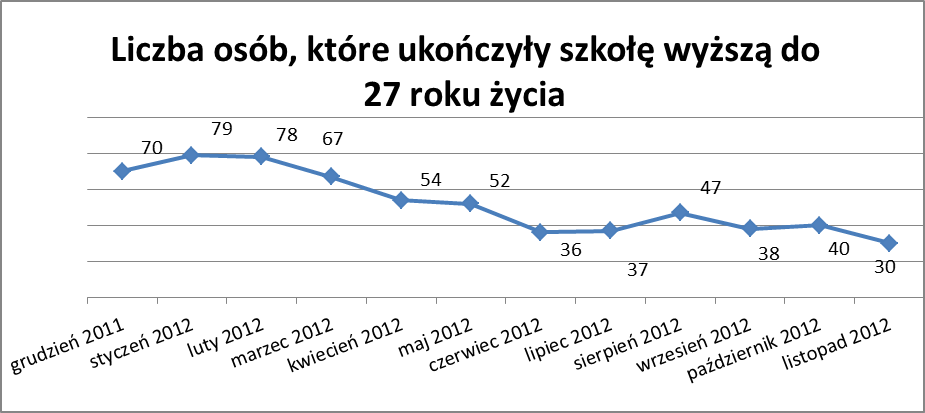 Liczba osób, które ukończyły szkołę wyższą do
27 roku życia
70
79
78
67
54
52
36
37
47
38
40
30
grudzień 2011
styczeń 2012
luty 2012
marzec 2012
kwiecień 2012
maj 2012
czerwiec 2012
lipiec 2012
sierpień 2012
wrzesień 2012
październik 2012
listopad 2012